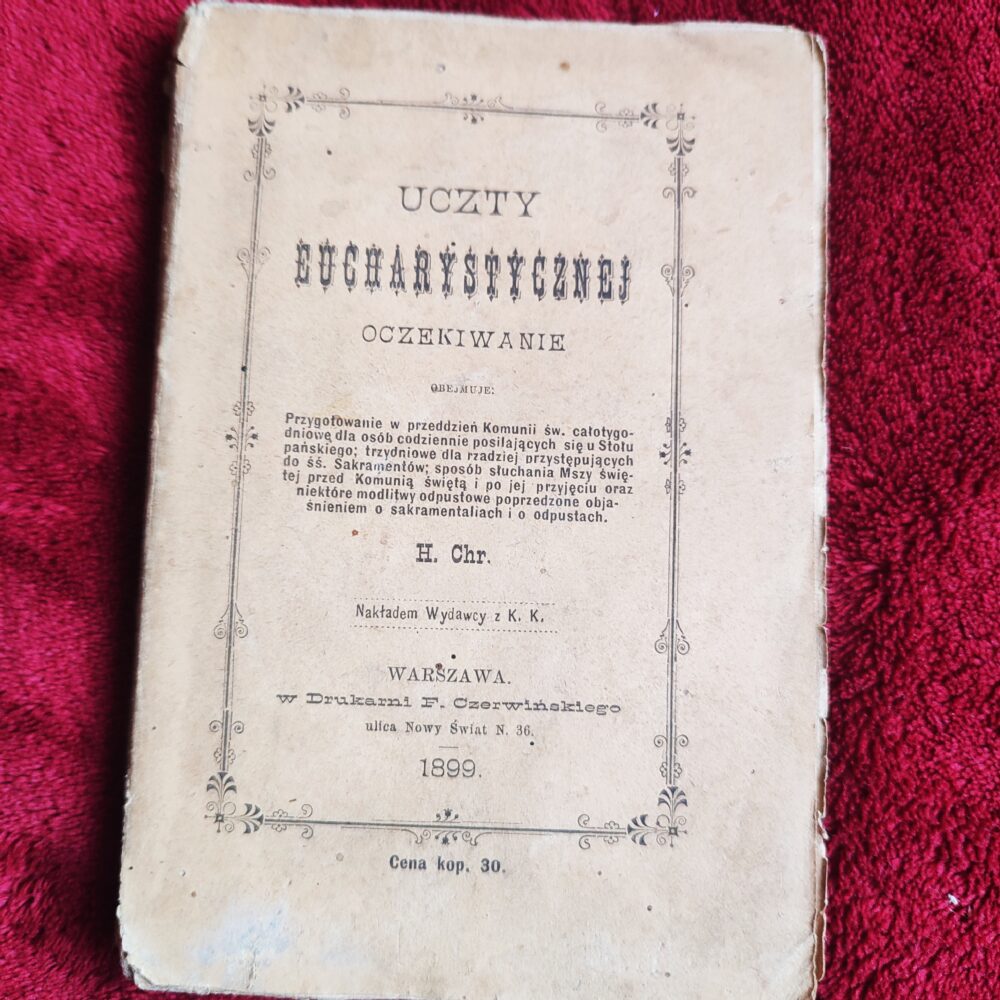 UCZTY
EUCHARYSTYCZNEJ
OCZEKIWANIE
OBEJMUJE:
Przygotowanie w przeddzień Komunii św. całotygo-
dniowe dla osób codziennie posilających się u Stołu
pańskiego; trzydniowe dla rzadziej przystępujących
do śś. Sakramentów; sposób słuchania Mszy świę-
tej przed Komunią świętą i po jej przyjęciu oraz
niektóre modlitwy odpustowe poprzedzone obja-
śnieniem o sakramentaliach i o odpustach.
H. Chr.
Nakładem Wydawcy z K. K.
WARSZAWA.
w Drukarni F. Czerwińskiego
ulica Nowy Świat N. 36.
1899.
Cena kop. 30.